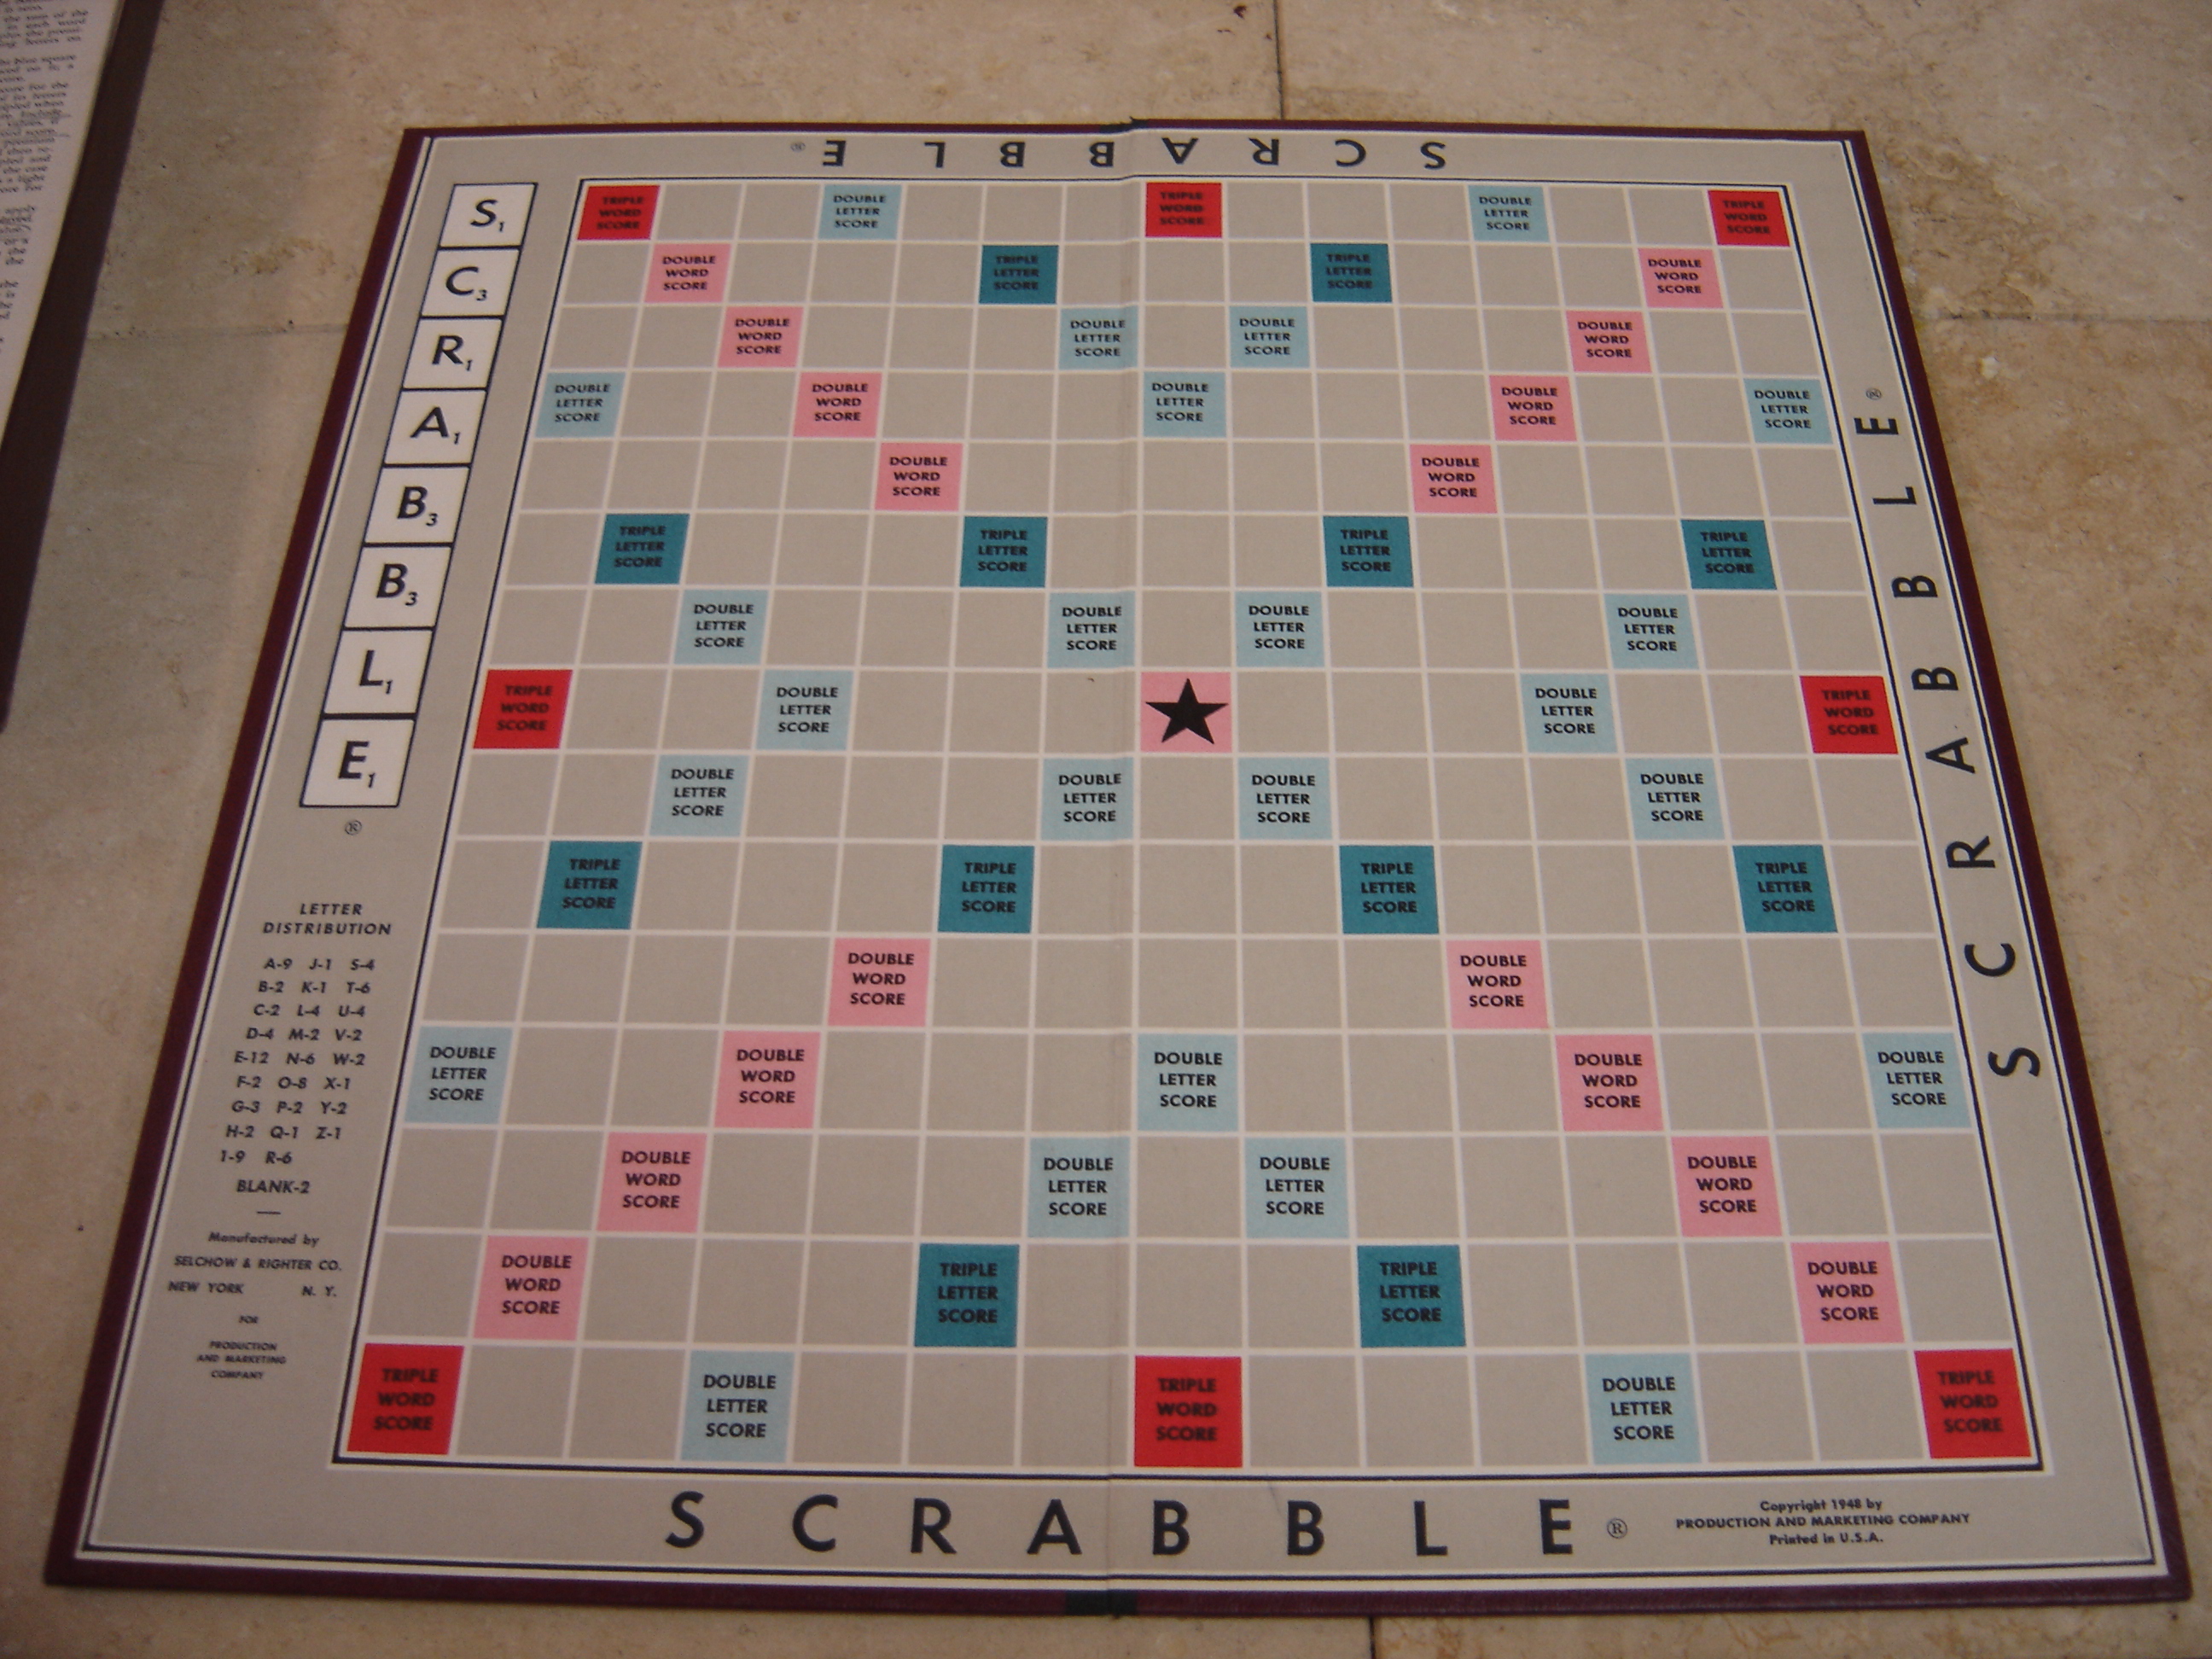 SCRABBLE®
S1
C3
R1
A1
B3
B3
L1
E1
®
LETTER
DISTRIBUTION
A-9 J-1 S-4
B-2 K-1 T-6
C-2 L-4 U-4
D-4 M-2 V-2
E-12 N-6 W-2
F-2 O-8 X-1
G-3 P-2 Y-2
H-2 Q-1 Z-1
I-9 R-6
BLANK-2
Manufactured by
SELCHOW & RIGHTER CO.
NEW YORK N. Y.
FOR
PRODUCTION
AND MARKETING
COMPANY
TRIPLE DOUBLE TRIPLE DOUBLE TRIPLE
WORD LETTER WORD LETTER WORD
SCORE SCORE SCORE SCORE SCORE
DOUBLE TRIPLE TRIPLE DOUBLE
WORD LETTER LETTER WORD
SCORE SCORE SCORE SCORE
DOUBLE DOUBLE DOUBLE DOUBLE
WORD LETTER LETTER WORD
SCORE SCORE SCORE SCORE
DOUBLE DOUBLE DOUBLE DOUBLE DOUBLE
LETTER WORD LETTER WORD LETTER
SCORE SCORE SCORE SCORE SCORE
DOUBLE DOUBLE
WORD WORD
SCORE SCORE
TRIPLE TRIPLE TRIPLE TRIPLE
LETTER LETTER LETTER LETTER
SCORE SCORE SCORE SCORE
DOUBLE DOUBLE DOUBLE DOUBLE
LETTER LETTER LETTER LETTER
SCORE SCORE SCORE SCORE
TRIPLE DOUBLE DOUBLE TRIPLE
WORD LETTER LETTER WORD
SCORE SCORE SCORE SCORE
DOUBLE DOUBLE DOUBLE DOUBLE
LETTER LETTER LETTER LETTER
SCORE SCORE SCORE SCORE
TRIPLE TRIPLE TRIPLE TRIPLE
LETTER LETTER LETTER LETTER
SCORE SCORE SCORE SCORE
DOUBLE DOUBLE
WORD WORD
SCORE SCORE
DOUBLE DOUBLE DOUBLE DOUBLE DOUBLE
LETTER WORD LETTER WORD LETTER
SCORE SCORE SCORE SCORE SCORE
DOUBLE DOUBLE DOUBLE DOUBLE
WORD LETTER LETTER WORD
SCORE SCORE SCORE SCORE
DOUBLE TRIPLE TRIPLE DOUBLE
WORD LETTER LETTER WORD
SCORE SCORE SCORE SCORE
TRIPLE DOUBLE TRIPLE DOUBLE TRIPLE
WORD LETTER WORD LETTER WORD
SCORE SCORE SCORE SCORE SCORE
SCRABBLE®
SCRABBLE®
Copyright 1948 by
PRODUCTION AND MARKETING COMPANY
Printed in U.S.A.